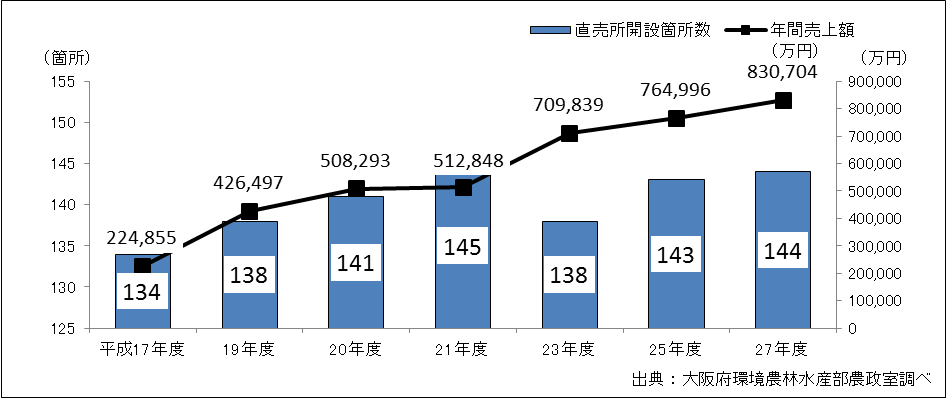 直売所開設箇所数 年間売上額
(箇所) (万円) (万円)
155 830,704 900,000
764,996 800,000
150 709,839 700,000
145 508,293 512,848 600,000
426,497 500,000
140 400,000
135 224,855 300,000
134 138 141 145 138 143 144 200,000
130 100,000
125 0
平成17年度 19年度 20年度 21年度 23年度 25年度 27年度
出典：大阪府環境農林水産部農政室調べ